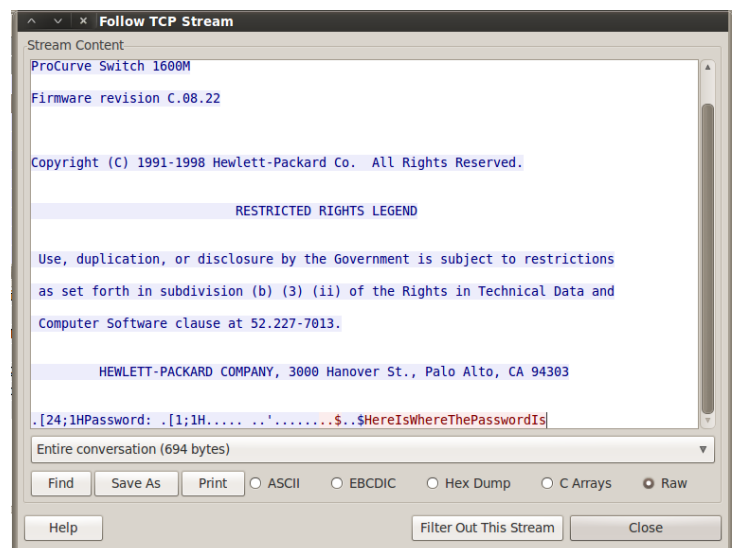 Follow TCP Stream
Stream Content
ProCurve Switch 1600M
Firmware revision C.08.22
Copyright (C) 1991-1998 Hewlett-Packard Co.  All Rights Reserved.
RESTRICTED RIGHTS LEGEND
Use, duplication, or disclosure by the Government is subject to restrictions
as set forth in subdivision (b) (3) (ii) of the Rights in Technical Data and
Computer Software clause at 52.227-7013.
HEWLETT-PACKARD COMPANY, 3000 Hanover St., Palo Alto, CA 94303
.[24;1HPassword: .[1;1H..... ..'..........$..$HereIsWhereThePasswordIs
Entire conversation (694 bytes)
Find Save As Print ASCII EBCDIC Hex Dump C Arrays Raw
Help Filter Out This Stream Close